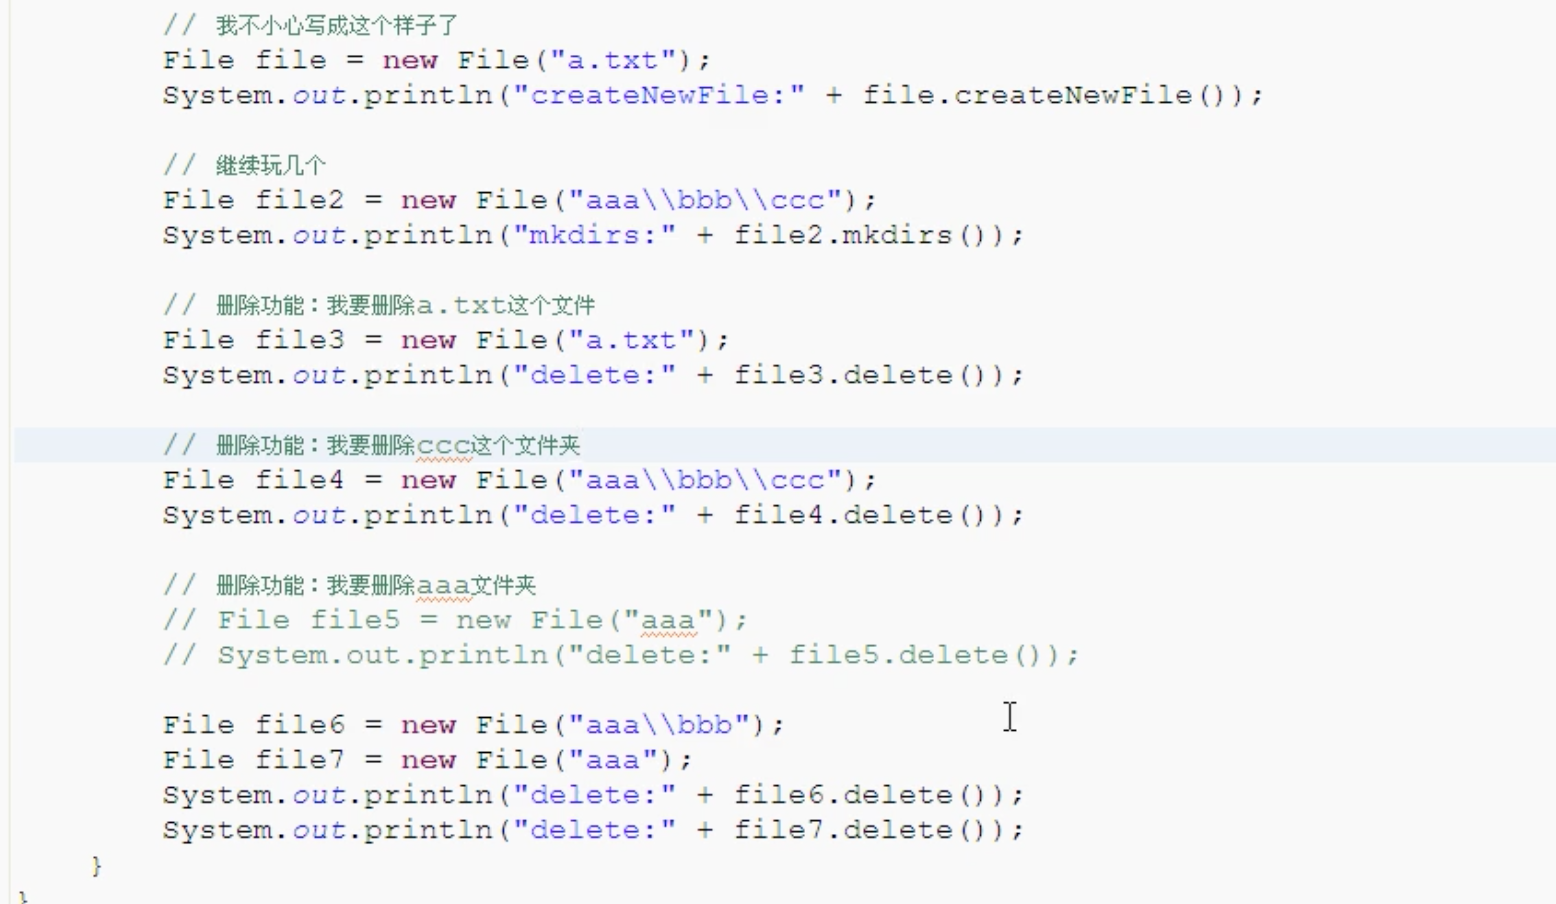 // 我不小心写成这个样子了
File file = new File("a.txt");
System.out.println("createNewFile:" + file.createNewFile());
// 继续玩几个
File file2 = new File("aaa\\bbb\\ccc");
System.out.println("mkdirs:" + file2.mkdirs());
// 删除功能：我要删除a.txt这个文件
File file3 = new File("a.txt");
System.out.println("delete:" + file3.delete());
// 删除功能：我要删除ccc这个文件夹
File file4 = new File("aaa\\bbb\\ccc");
System.out.println("delete:" + file4.delete());
// 删除功能：我要删除aaa文件夹
// File file5 = new File("aaa");
// System.out.println("delete:" + file5.delete());
File file6 = new File("aaa\\bbb");
File file7 = new File("aaa");
System.out.println("delete:" + file6.delete());
System.out.println("delete:" + file7.delete());
}
}